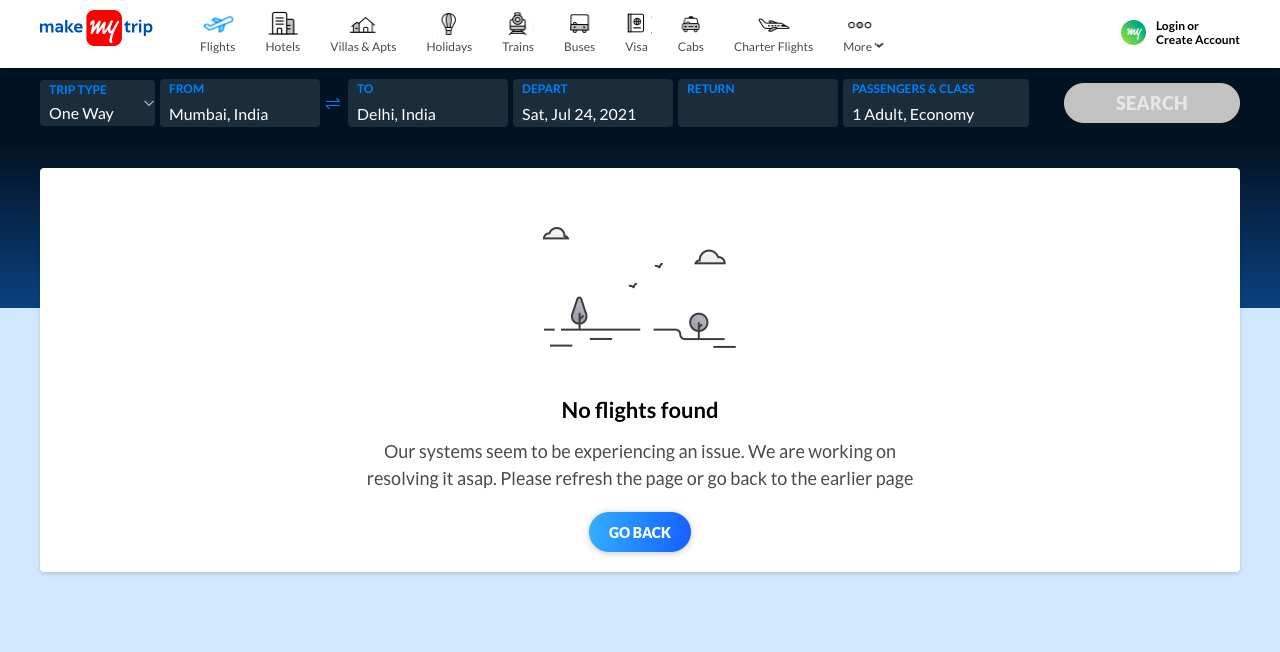 make my trip
Flights
Hotels
Villas & Apts
Holidays
Trains
Buses
Visa
Cabs
Charter Flights
More
my
Login or
Create Account
TRIP TYPE
One Way
FROM
Mumbai, India
TO
Delhi, India
DEPART
Sat, Jul 24, 2021
RETURN
PASSENGERS & CLASS
1 Adult, Economy
SEARCH
No flights found
Our systems seem to be experiencing an issue. We are working on
resolving it asap. Please refresh the page or go back to the earlier page
GO BACK